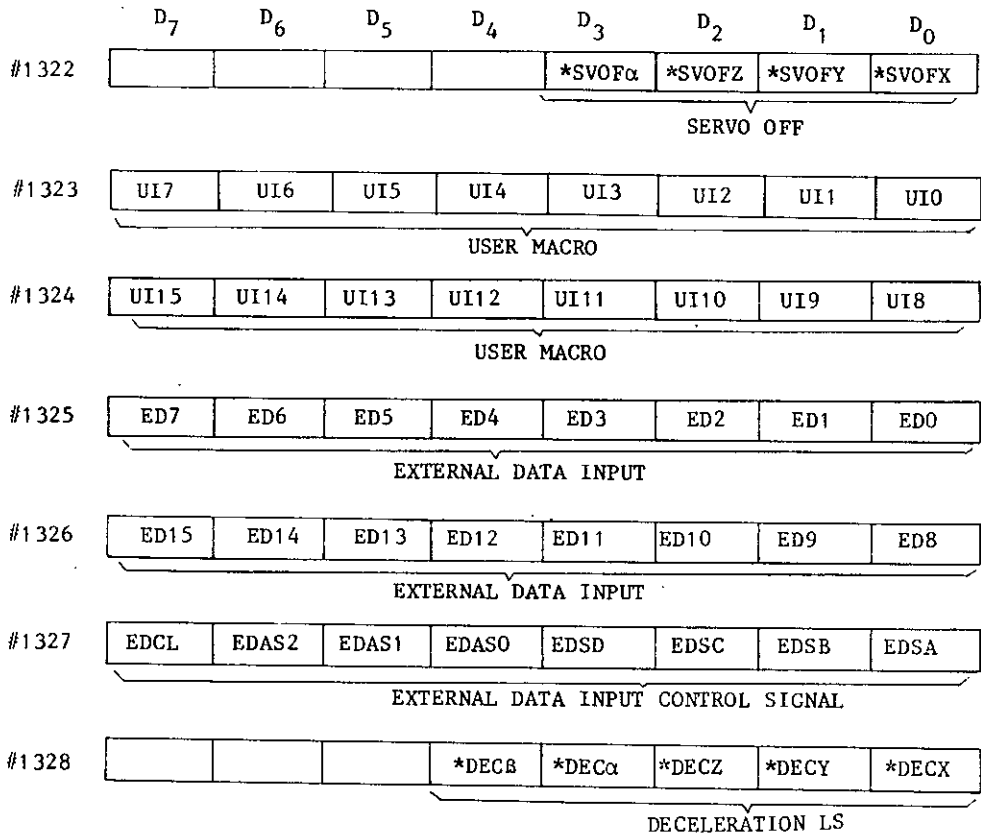 D7 D6 D5 D4 D3 D2 D1 D0
#1322 *SVOFα *SVOFZ *SVOFY *SVOFX
SERVO OFF
#1323 UI7 UI6 UI5 UI4 UI3 UI2 UI1 UI0
USER MACRO
#1324 UI15 UI14 UI13 UI12 UI11 UI10 UI9 UI8
USER MACRO
#1325 ED7 ED6 ED5 ED4 ED3 ED2 ED1 ED0
EXTERNAL DATA INPUT
#1326 ED15 ED14 ED13 ED12 ED11 ED10 ED9 ED8
EXTERNAL DATA INPUT
#1327 EDCL EDAS2 EDAS1 EDAS0 EDSD EDSC EDSB EDSA
EXTERNAL DATA INPUT CONTROL SIGNAL
#1328 *DECβ *DECα *DECZ *DECY *DECX
DECELERATION LS